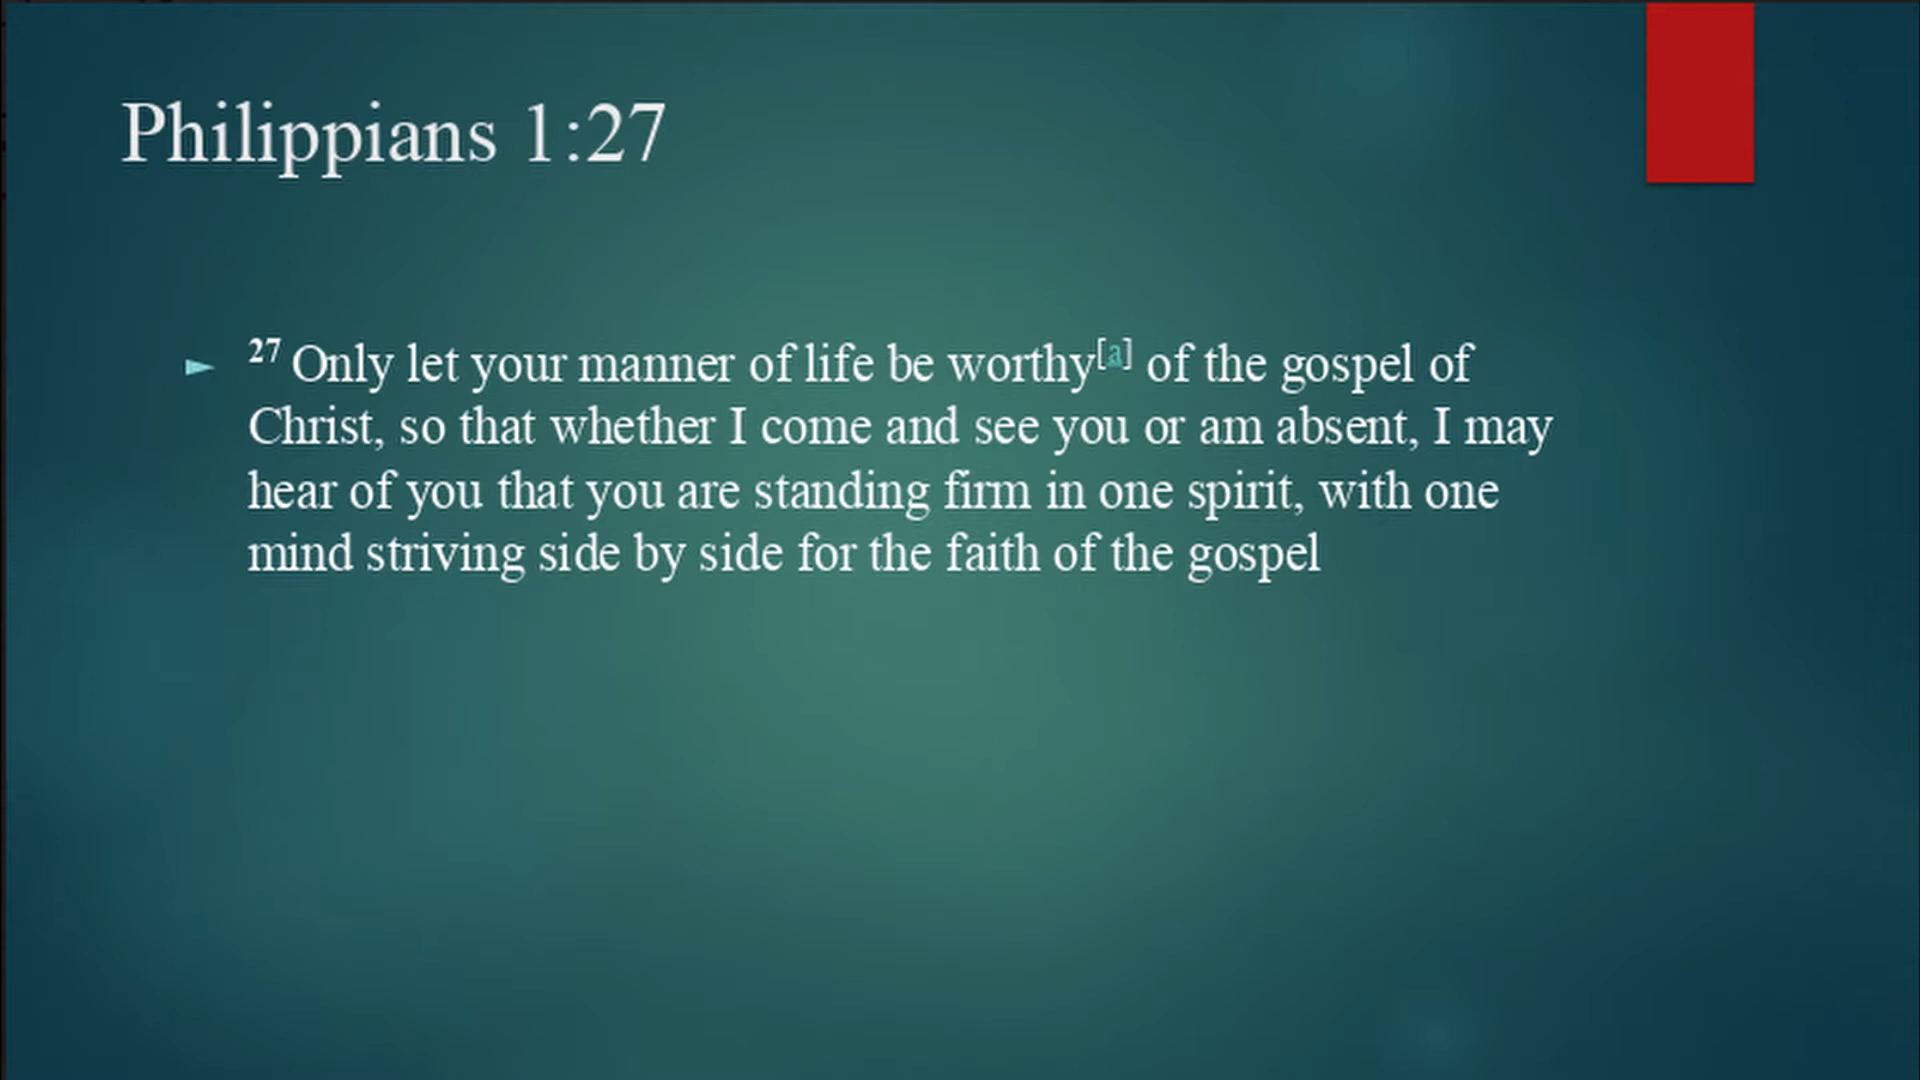 Philippians 1:27
27 Only let your manner of life be worthy[a] of the gospel of
Christ, so that whether I come and see you or am absent, I may
hear of you that you are standing firm in one spirit, with one
mind striving side by side for the faith of the gospel